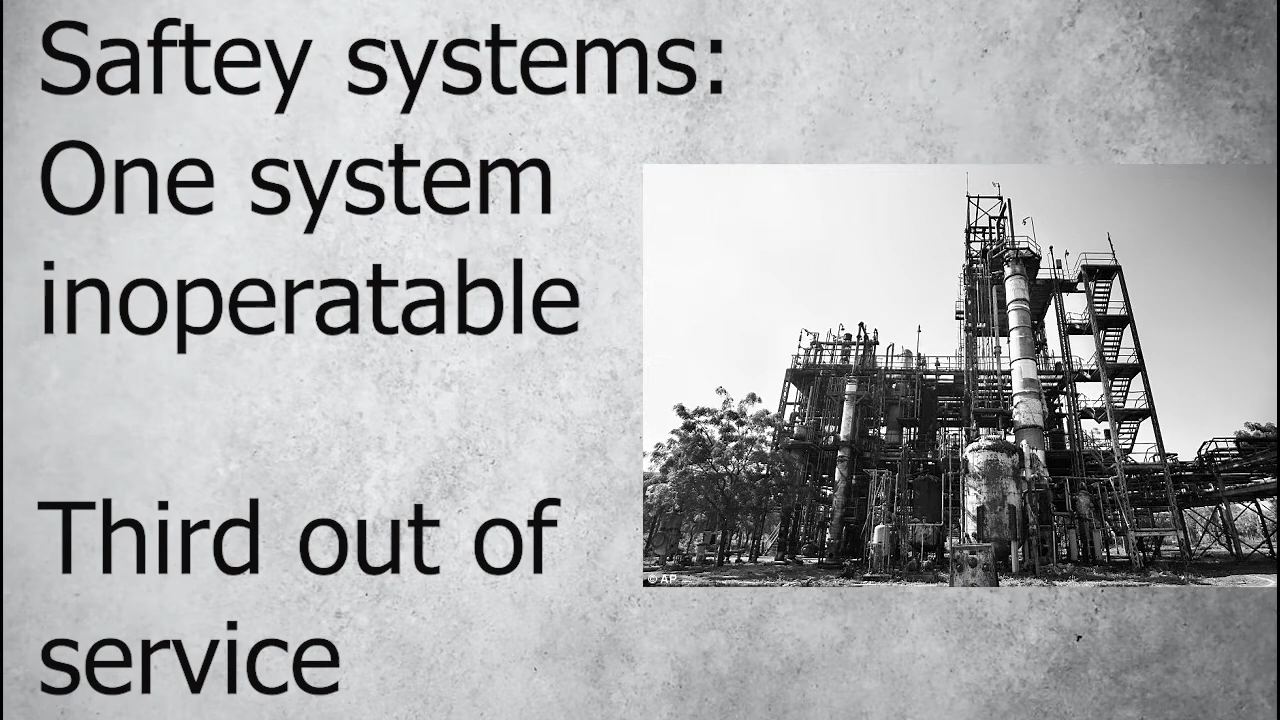 Saftey systems:
One system
inoperatable
Third out of
service
© AP